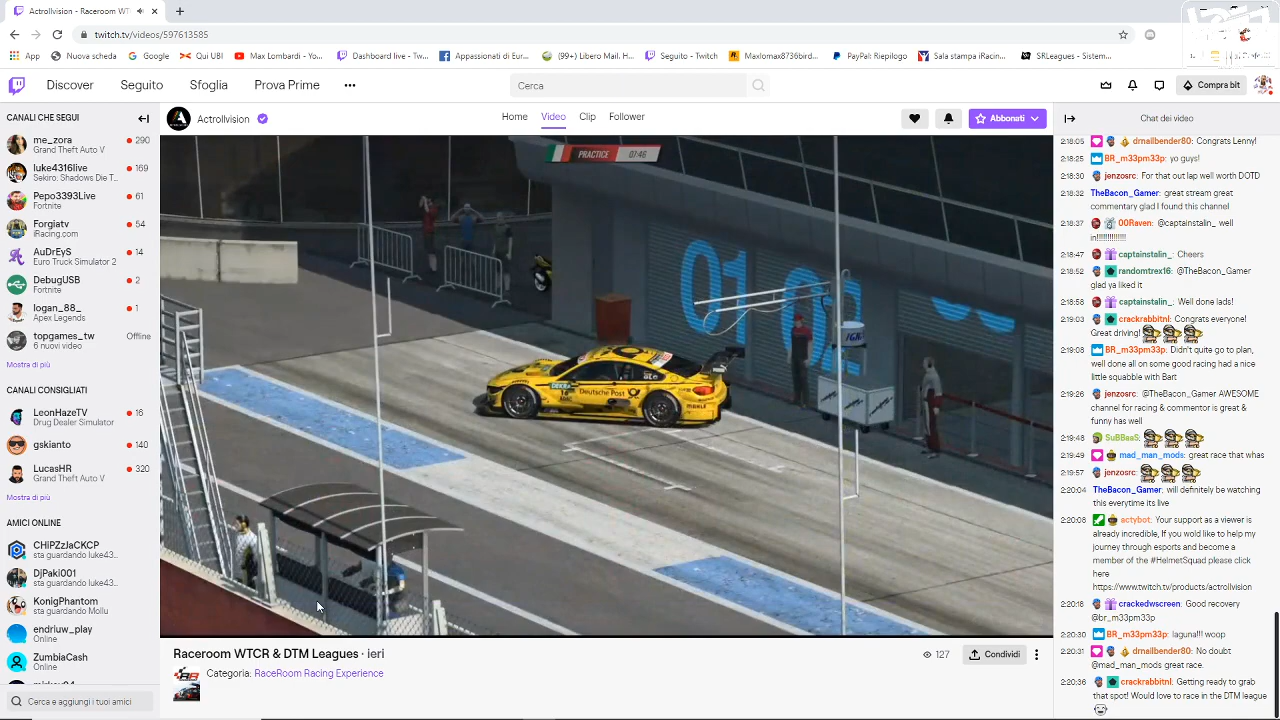 Actrollvision - Raceroom WT
twitch.tv/videos/597613585
App
Nuova scheda
Google
Qui UBI
Max Lombardi - Yo...
Dashboard live - Tw...
Appassionati di Eur...
(99+) Libero Mail. H...
Seguito - Twitch
Maxlomax8736bird...
PayPal Riepilogo
Sala stampa iRacin...
SRLeagues - Sistem...
Discover
Seguito
Sfoglia
Prova Prime
Cerca
Compra bit
CANALI CHE SEGUI
me_zora 290
Grand Theft Auto V
luke4316live 169
Sekiro: Shadows Die T...
Pepo3393Live 61
Fortnite
Forgiatv 54
iRacing.com
AuDrEyS 14
Euro Truck Simulator 2
DebugUSB 2
Fortnite
logan_88_ 1
Apex Legends
topgames_tw Offline
6 nuovi video
Mostra di più
CANALI CONSIGLIATI
LeonHazeTV 16
Drug Dealer Simulator
gskianto 140
LucasHR 320
Grand Theft Auto V
Mostra di più
AMICI ONLINE
CHiPZzJaCKCP
sta guardando luke43...
DjPaki001
sta guardando luke43...
KonigPhantom
sta guardando Mollu
endriuw_play
Online
ZumbiaCash
Online
Cerca e aggiungi i tuoi amici
Actrollvision
Home
Video
Clip
Follower
Abbonati
PRACTICE 07:46
01
02
Deutsche Post
Raceroom WTCR & DTM Leagues · ieri
Categoria: RaceRoom Racing Experience
127
Condividi
Chat dei video
2:18:05 drnailbender80: Congrats Lenny!
2:18:25 BR_m33pm33p: yo guys!
2:18:30 jenzosrc: For that out lap well worth DOTD
2:18:32 TheBacon_Gamer: great stream great
commentary glad I found this channel
2:18:37 00Raven: @captainstalin_ well
in!!!!!!!!!!!!!!
2:18:47 captainstalin_: Cheers
2:18:52 randomtrex16: @TheBacon_Gamer
glad ya liked it
2:18:58 captainstalin_: Well done lads!
2:19:03 crackrabbitnl: Congrats everyone!
Great driving!
2:19:08 BR_m33pm33p: Didn't quite go to plan,
well done all on some good racing had a nice
little squabble with Bart
2:19:28 jenzosrc: @TheBacon_Gamer AWESOME
channel for racing & commentor is great &
funny has well
2:19:48 SuBBaaS:
2:19:53 mad_man_mods: great race that whas
2:19:57 jenzosrc:
2:20:04 TheBacon_Gamer: will definitely be watching
this everytime its live
2:20:08 actybot: Your support as a viewer is
already incredible, If you wold like to help my
journey through esports and become a
member of the #HelmetSquad please click
here
https://www.twitch.tv/products/actrollvision
2:20:18 crackedwscreen: Good recovery
@br_m33pm33p
2:20:30 BR_m33pm33p: laguna!!! woop
2:20:31 drnailbender80: No doubt
@mad_man_mods great race.
2:20:36 crackrabbitnl: Getting ready to grab
that spot! Would love to race in the DTM league